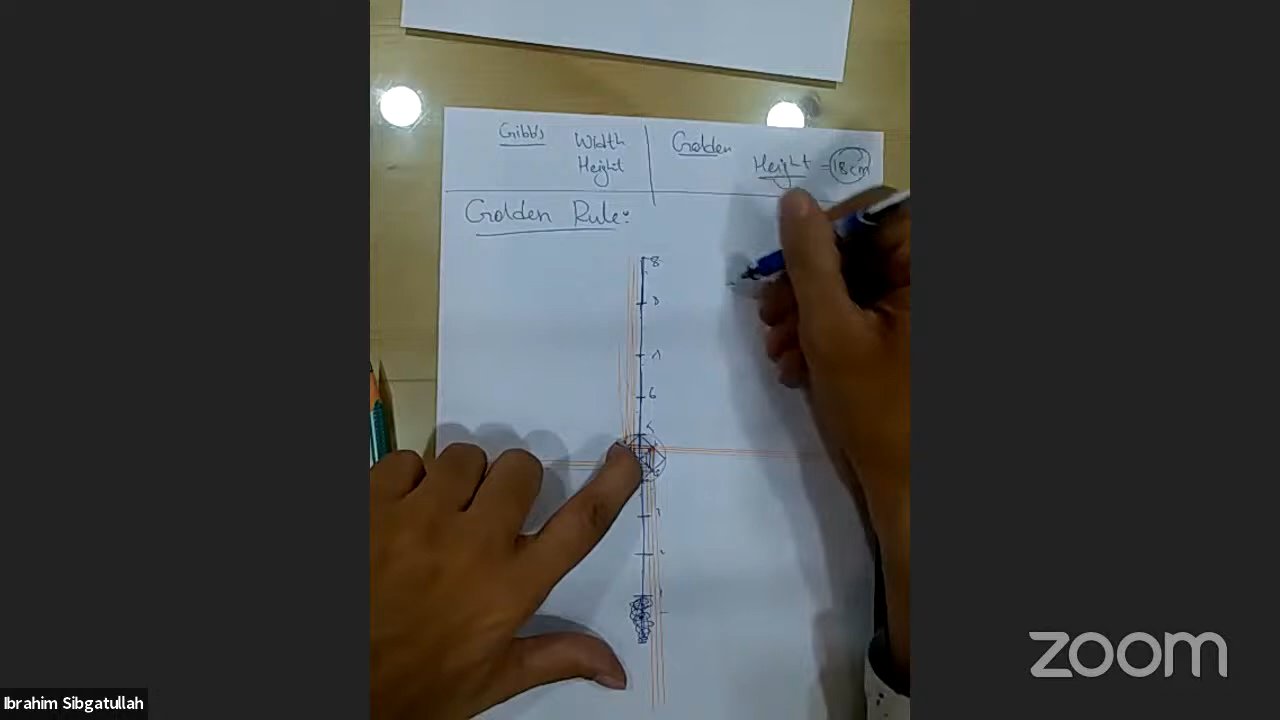 Gibbs Width Height
Golden
Height = 18cm
Golden Rule:
8
6
zoom
Ibrahim Sibgatullah